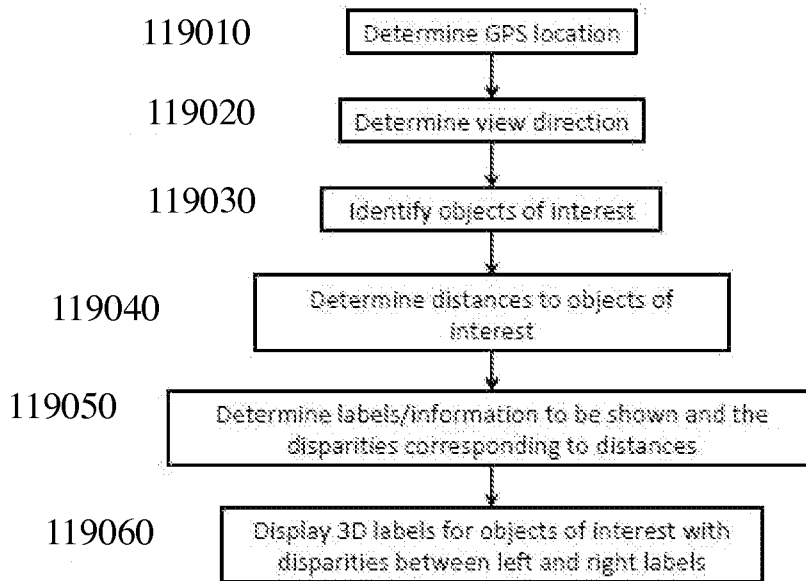 119010
Determine GPS location
119020
Determine view direction
119030
Identify objects of interest
119040
Determine distances to objects of
interest
119050
Determine labels/information to be shown and the
disparities corresponding to distances
119060
Display 3D labels for objects of interest with
disparities between left and right labels